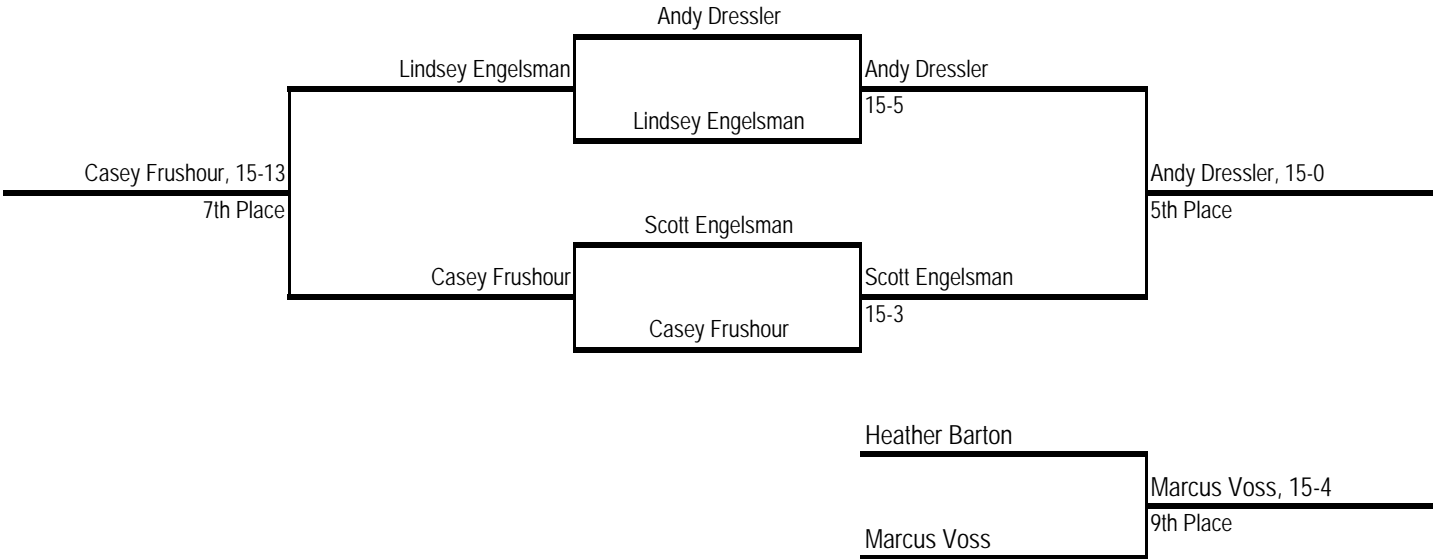 Andy Dressler
Lindsey Engelsman
Andy Dressler
15-5
Lindsey Engelsman
Casey Frushour, 15-13
7th Place
Andy Dressler, 15-0
5th Place
Scott Engelsman
Casey Frushour
Scott Engelsman
15-3
Casey Frushour
Heather Barton
Marcus Voss, 15-4
9th Place
Marcus Voss